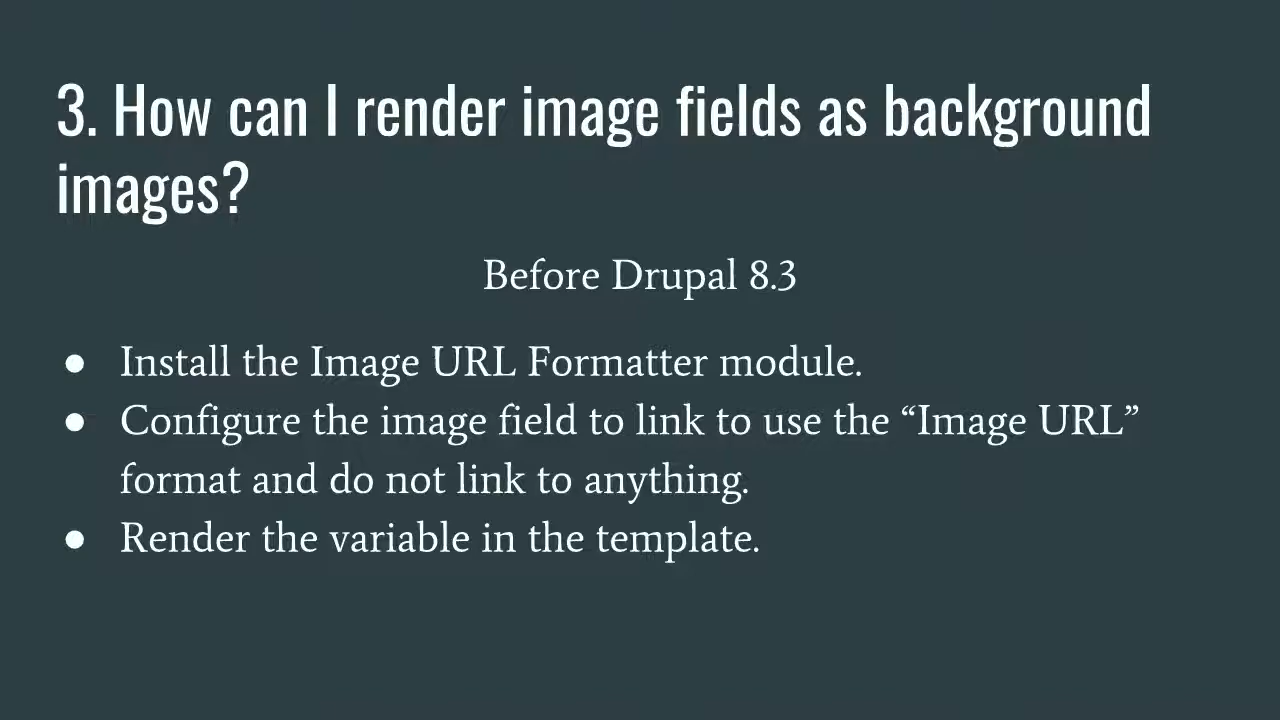 3. How can I render image fields as background
images?
Before Drupal 8.3
● Install the Image URL Formatter module.
● Configure the image field to link to use the “Image URL”
format and do not link to anything.
● Render the variable in the template.